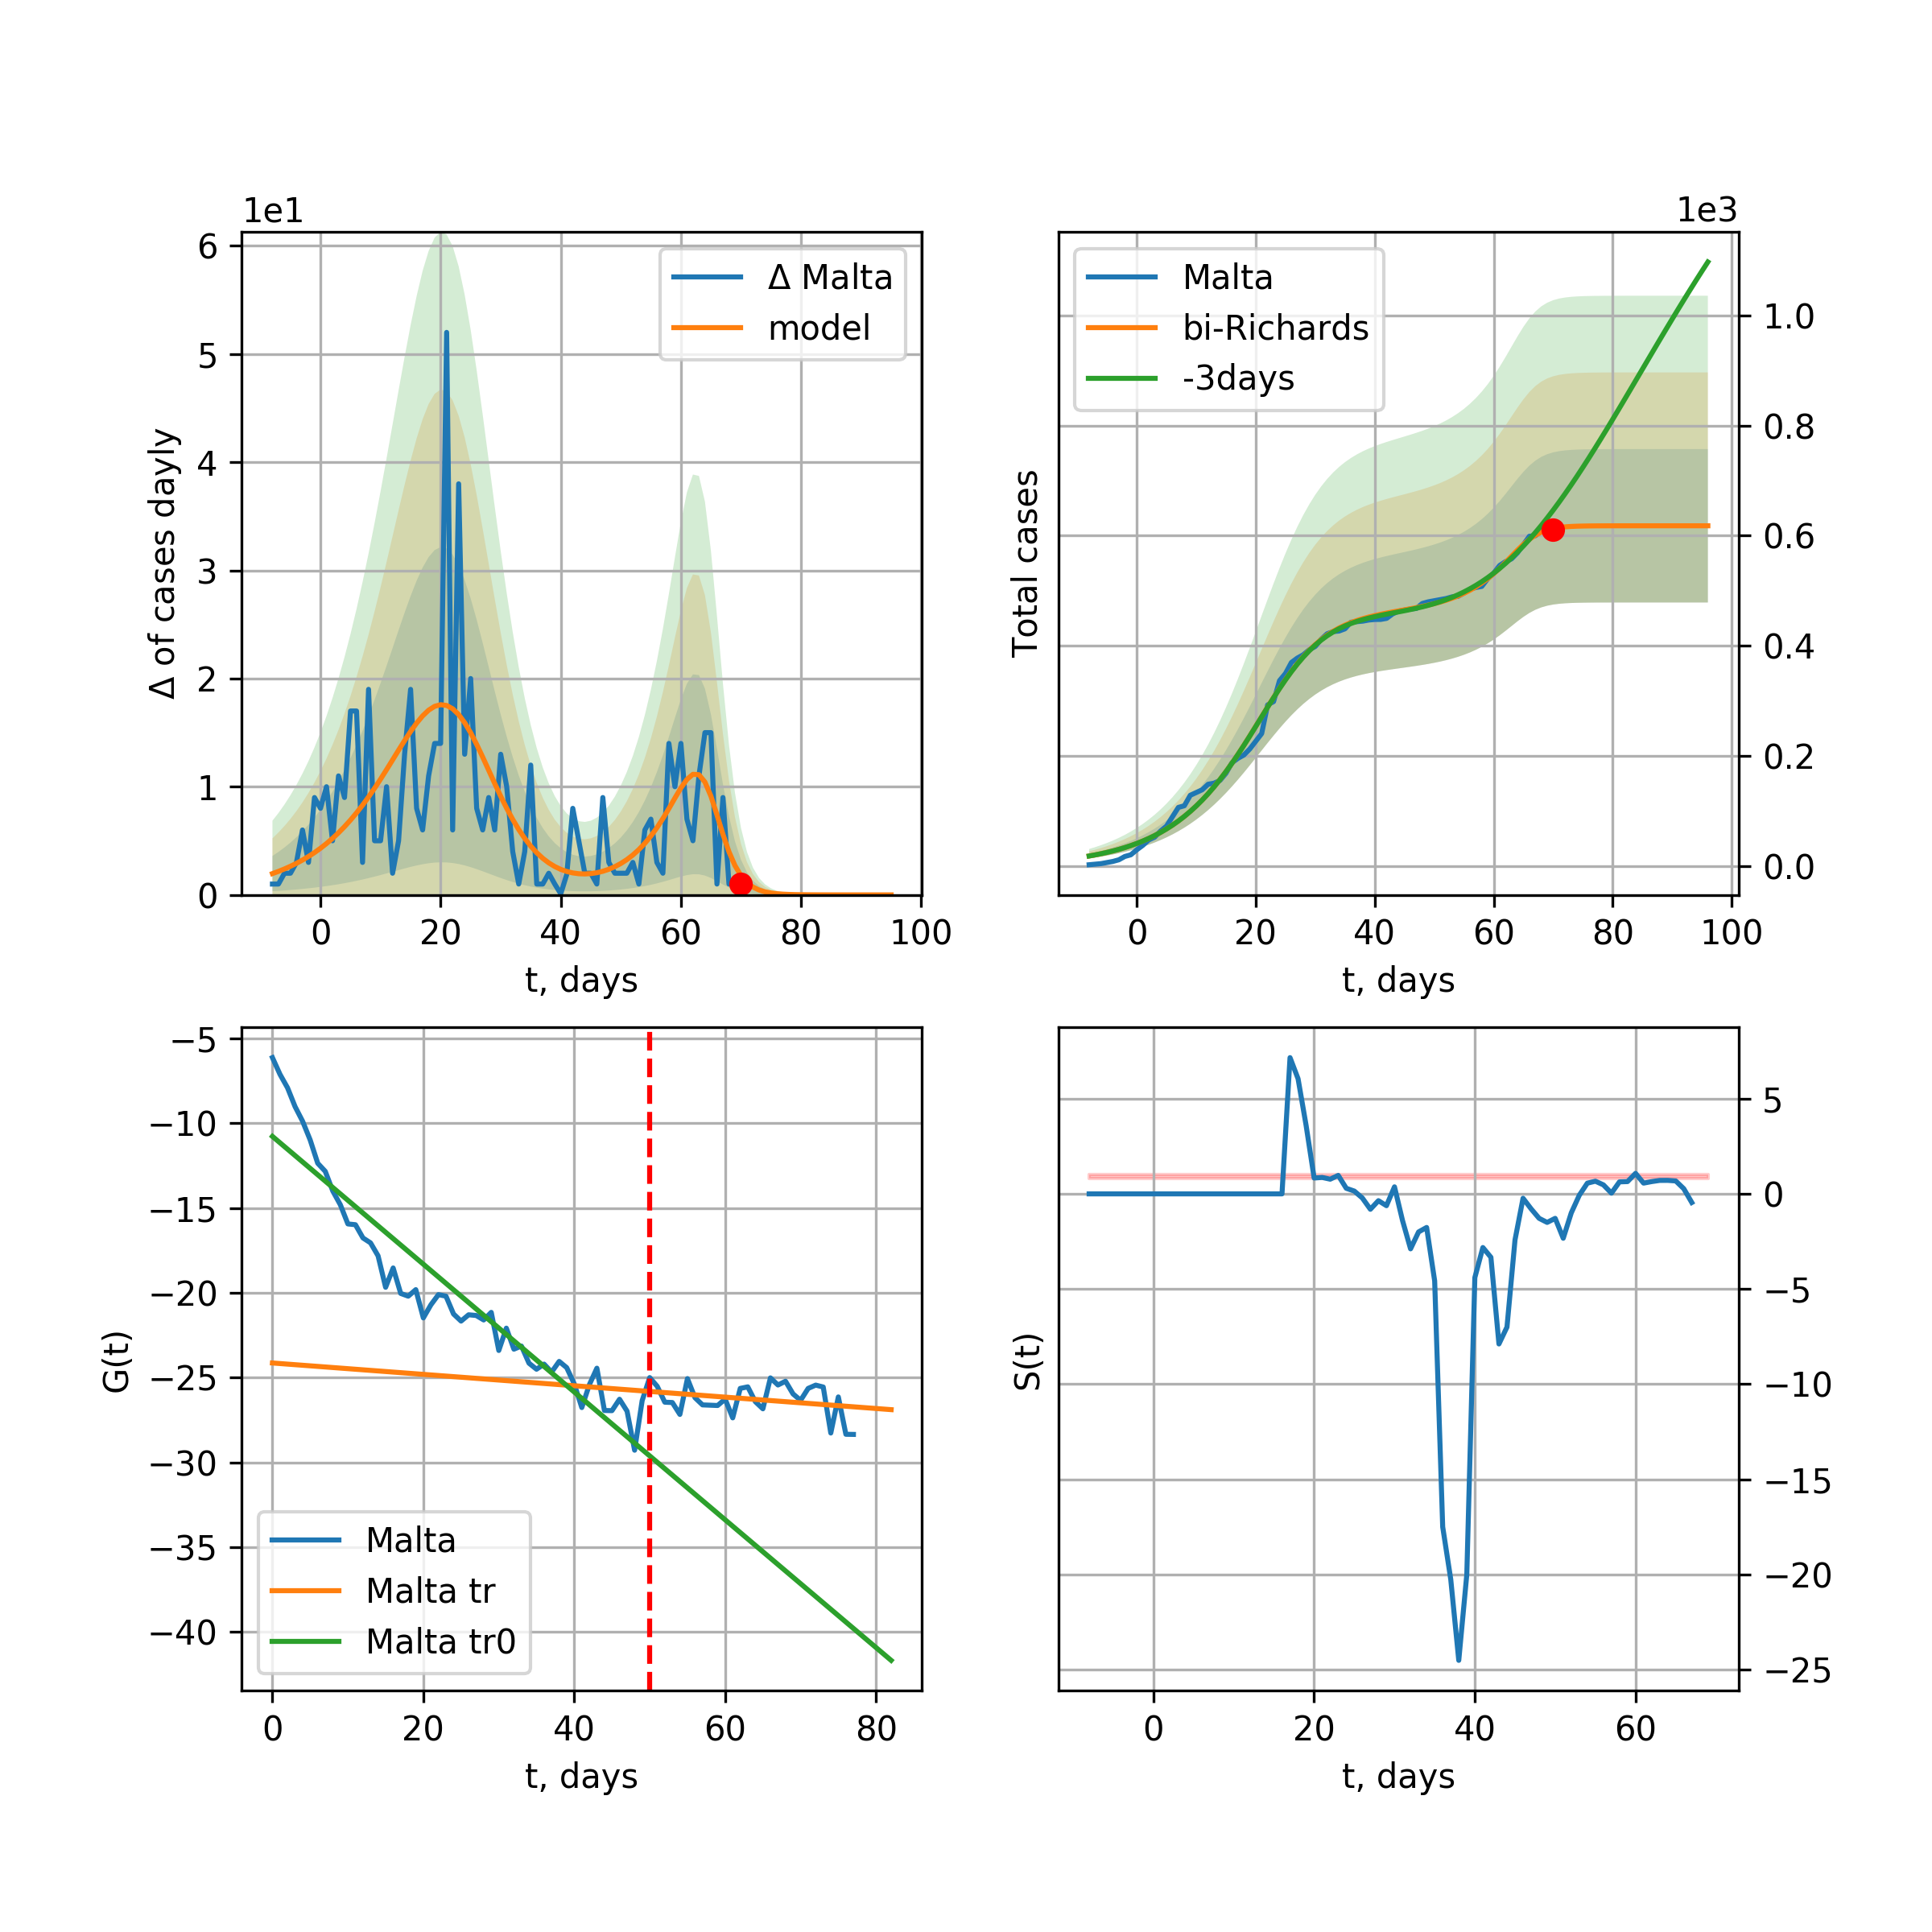 1e1
Δ of cases dayly
6
5
4
3
2
1
0
Δ Malta
model
0 20 40 60 80 100
t, days
1e3
Total cases
Malta
bi-Richards
-3days
1.0
0.8
0.6
0.4
0.2
0.0
0 20 40 60 80 100
t, days
G(t)
−5
−10
−15
−20
−25
−30
−35
−40
Malta
Malta tr
Malta tr0
0 20 40 60 80
t, days
S(t)
5
0
−5
−10
−15
−20
−25
0 20 40 60
t, days